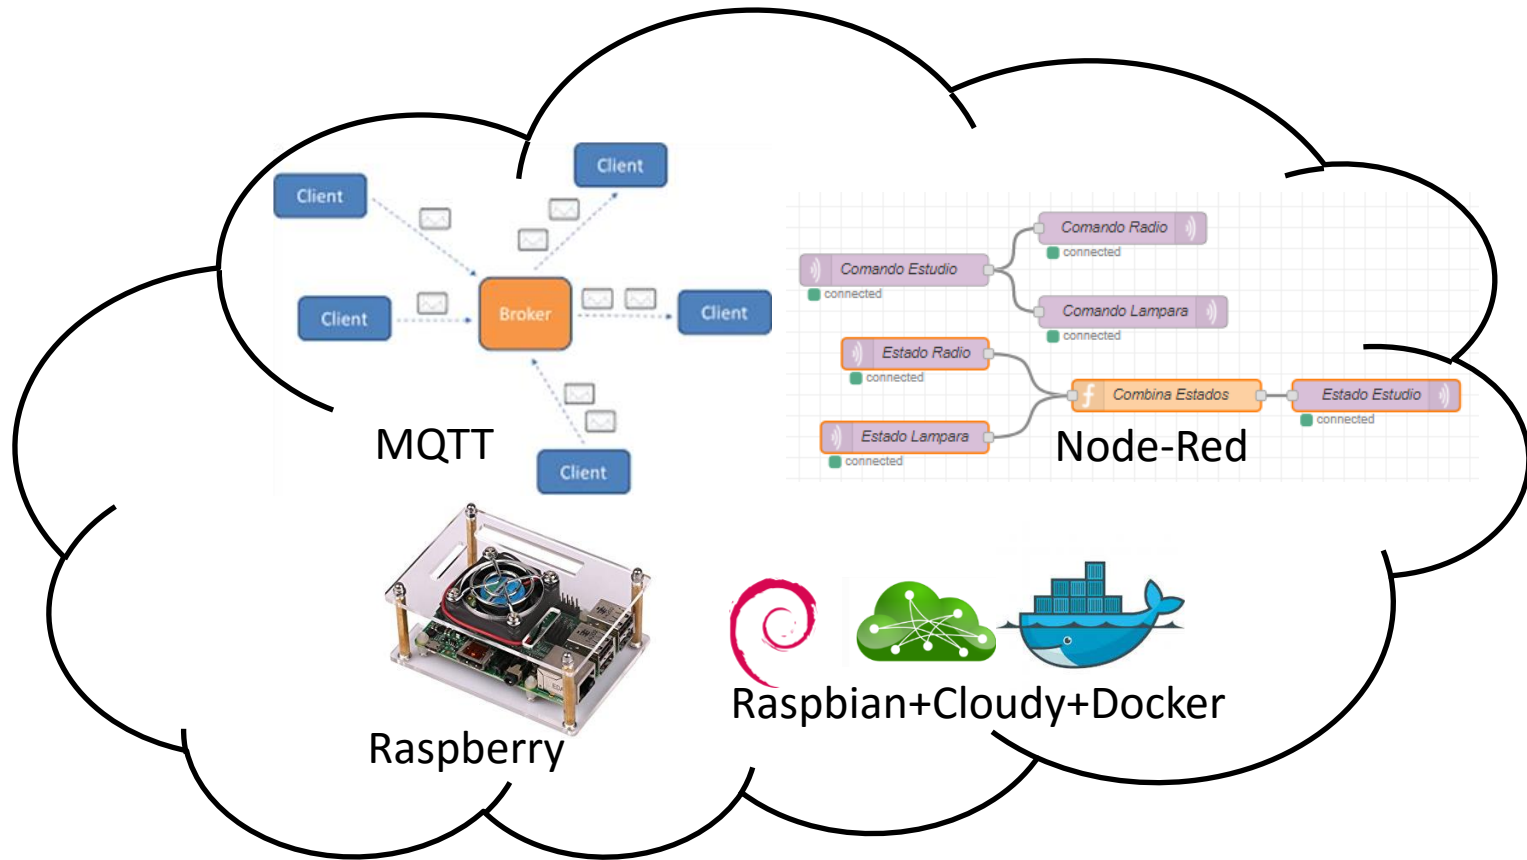 Client
Client
Client
Broker
Client
Client
MQTT
Comando Radio
connected
Comando Estudio
connected
Comando Lampara
connected
Estado Radio
connected
Combina Estados
Estado Estudio
connected
Estado Lampara
connected
Node-Red
Raspberry
Raspbian+Cloudy+Docker